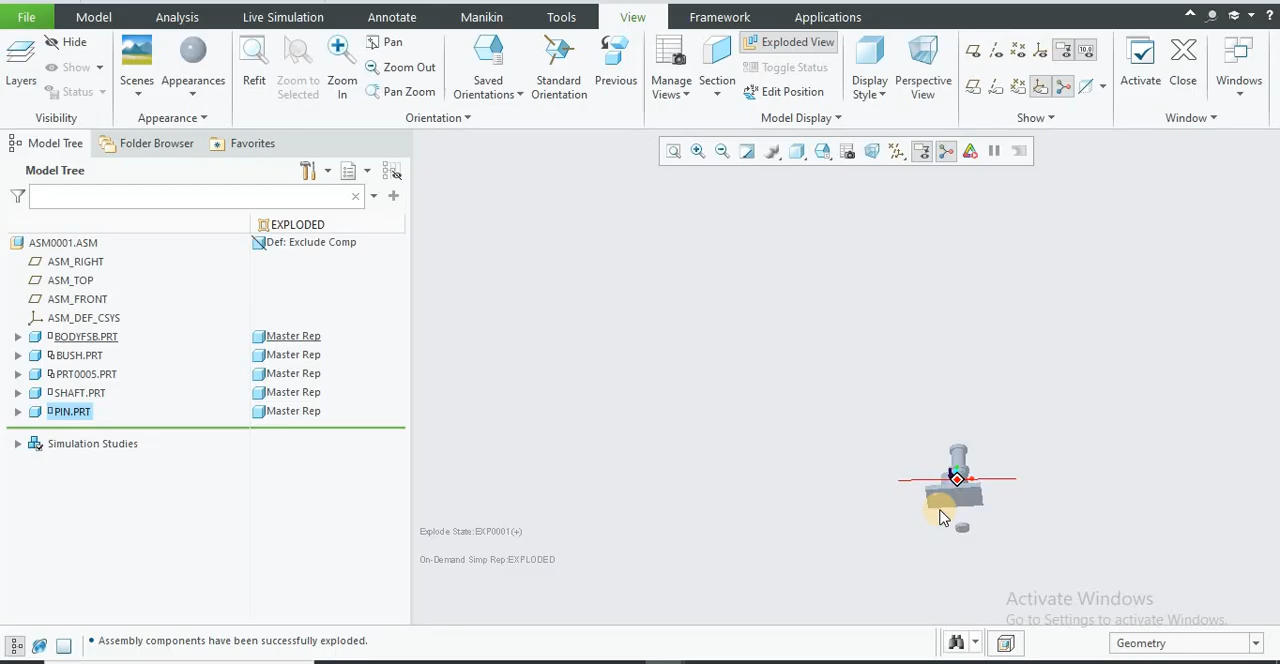 File Model Analysis Live Simulation Annotate Manikin Tools View Framework Applications
Layers
Hide
Show
Status
Visibility
Scenes
Appearances
Appearance
Refit
Zoom to Selected
Zoom In
Pan
Zoom Out
Pan Zoom
Saved Orientations
Standard Orientation
Previous
Orientation
Manage Views
Section
Exploded View
Toggle Status
Edit Position
Display Style
Perspective View
Model Display
Show
Activate
Close
Windows
Window
Model Tree Folder Browser Favorites
Model Tree
EXPLODED
ASM0001.ASM Def: Exclude Comp
ASM_RIGHT
ASM_TOP
ASM_FRONT
ASM_DEF_CSYS
BODYFSB.PRT Master Rep
BUSH.PRT Master Rep
PRT0005.PRT Master Rep
SHAFT.PRT Master Rep
PIN.PRT Master Rep
Simulation Studies
Explode State:EXP0001(+)
On-Demand Simp Rep:EXPLODED
Activate Windows
Go to Settings to activate Windows.
• Assembly components have been successfully exploded.
Geometry